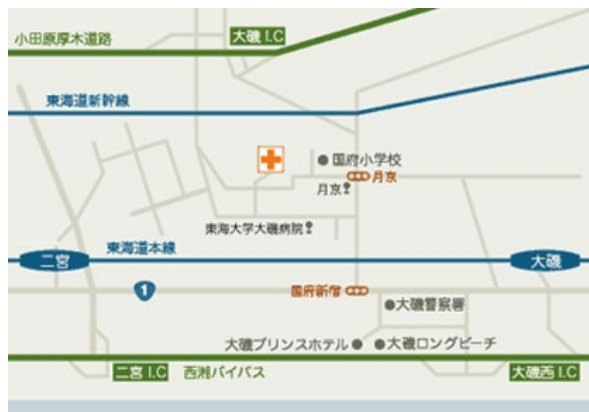 小田原厚木道路
大磯 I.C
東海道新幹線
国府小学校
月京
月京
東海大学大磯病院
東海道本線
二宮
大磯
1
国府新宿
大磯警察署
大磯プリンスホテル
大磯ロングビーチ
二宮 I.C
西湘バイパス
大磯西 I.C